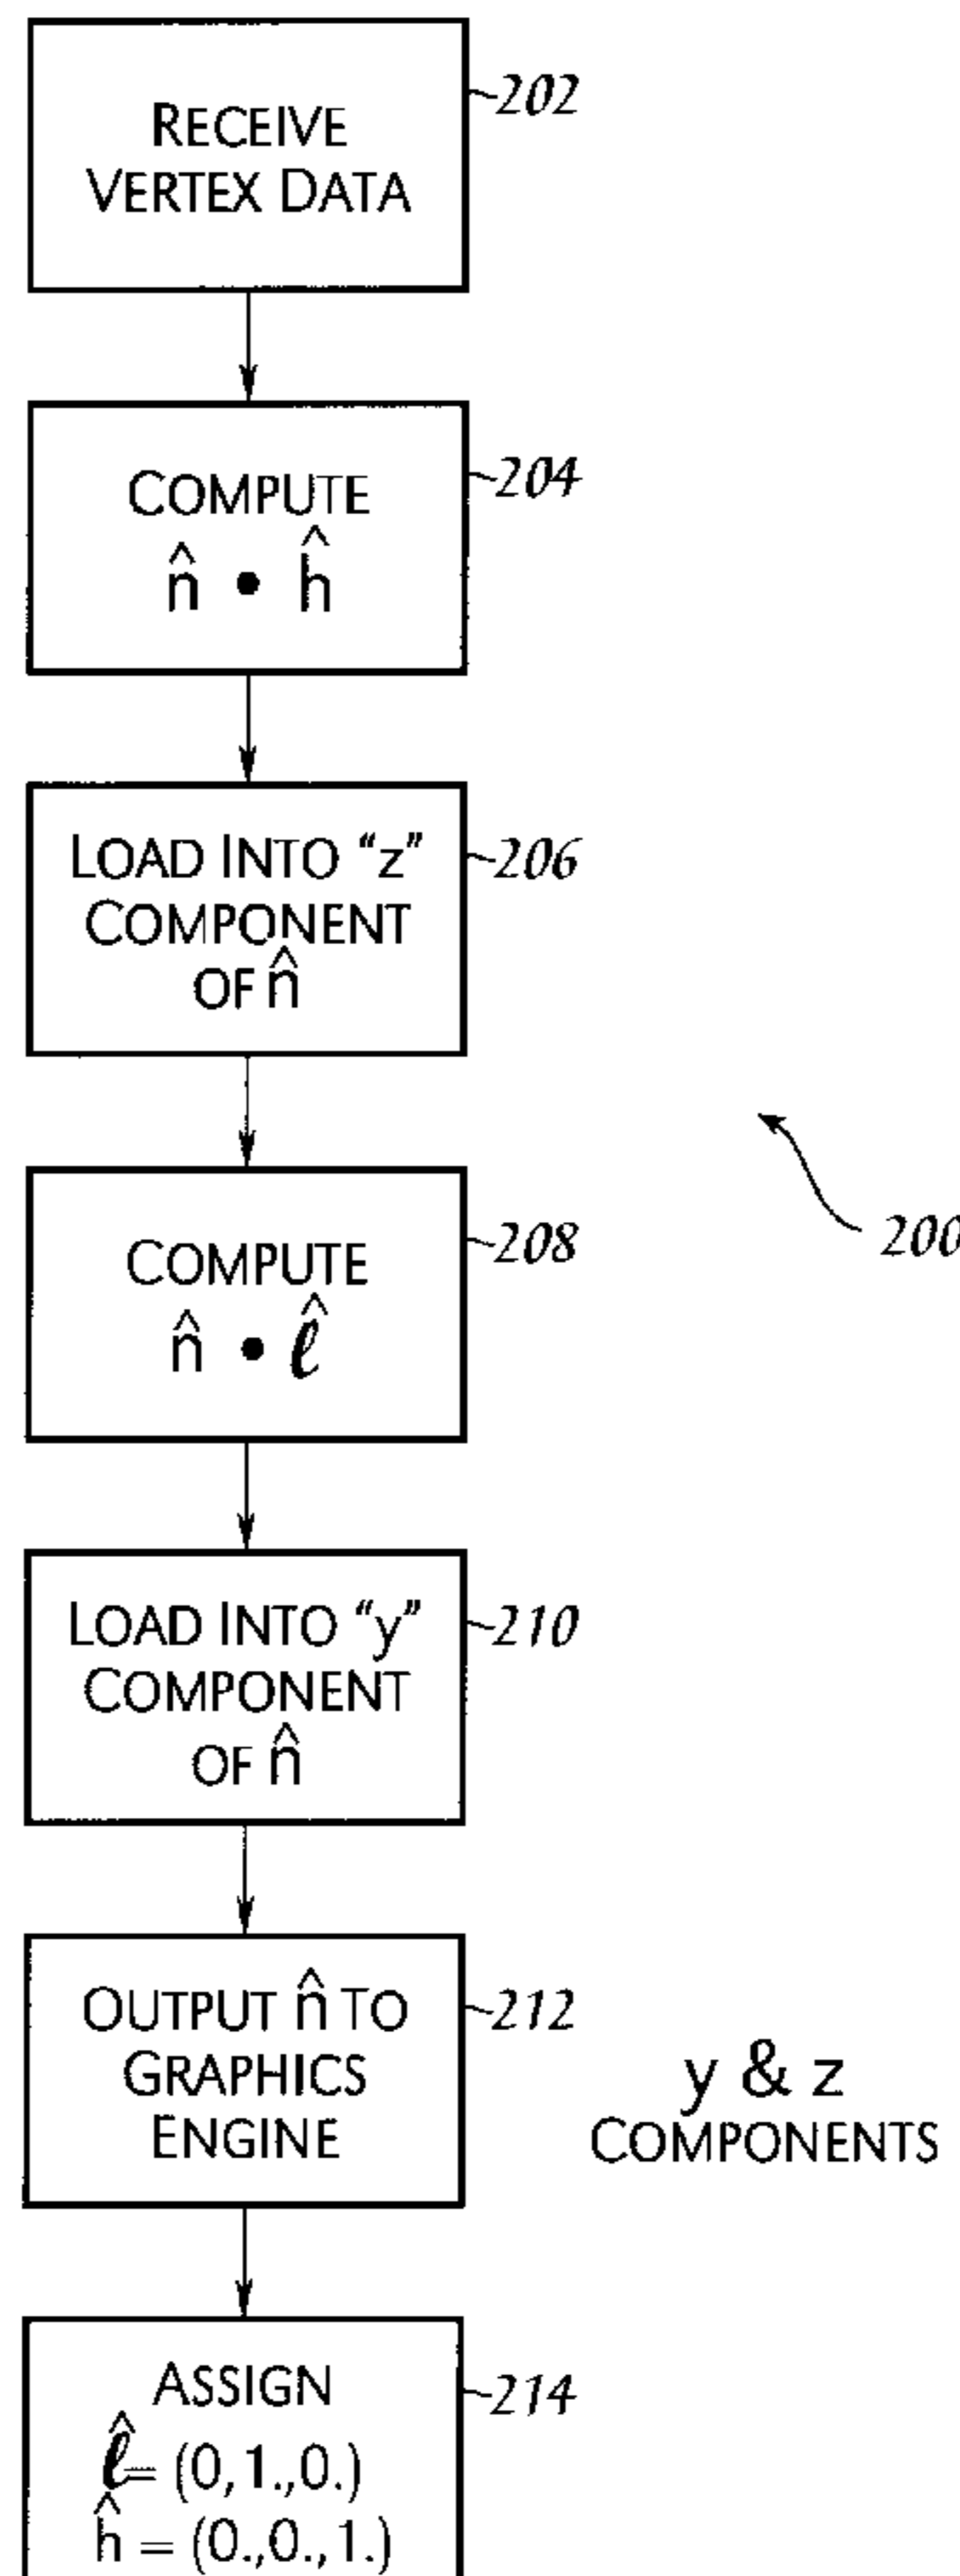 RECEIVE
VERTEX DATA
202
COMPUTE
n̂ • ĥ
204
LOAD INTO “z”
COMPONENT
OF n̂
206
COMPUTE
n̂ • ℓ̂
208
200
LOAD INTO “y”
COMPONENT
OF n̂
210
OUTPUT n̂ TO
GRAPHICS
ENGINE
212
y & z
COMPONENTS
ASSIGN
ℓ̂ = (0,1.,0.)
ĥ = (0.,0.,1.)
214